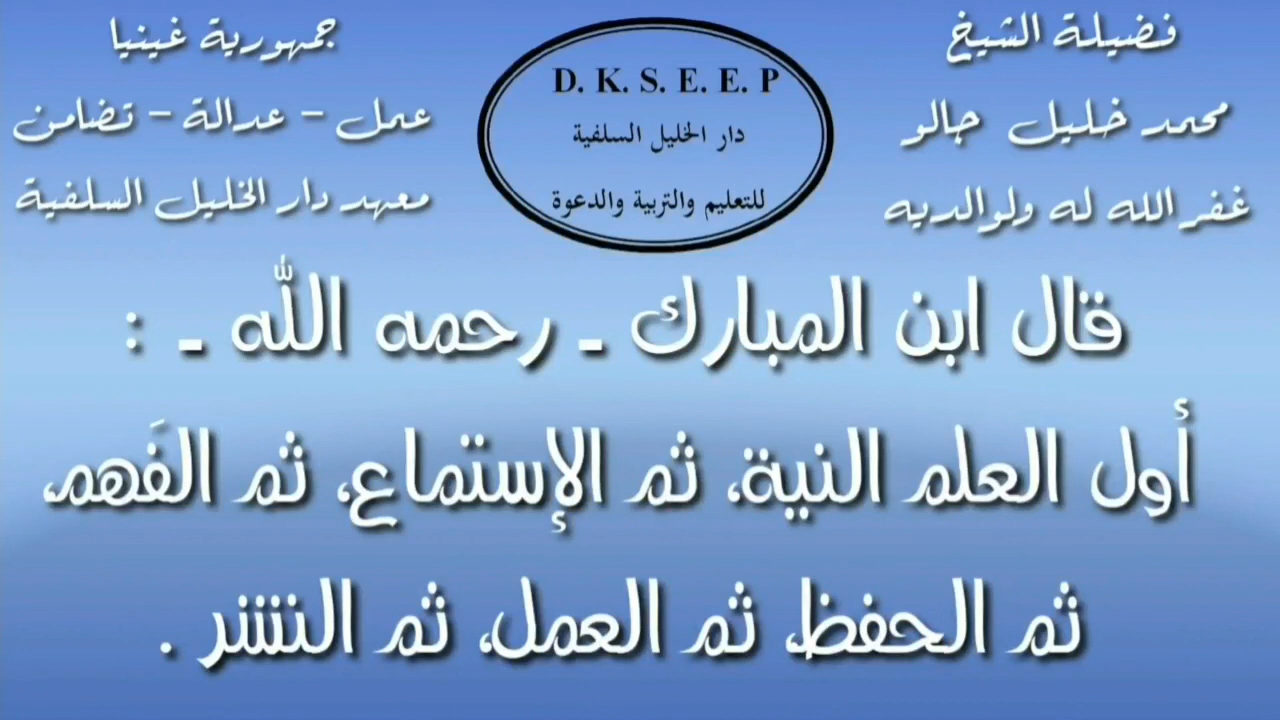 فضيلة الشيخ
محمد خليل جالو
غفر الله له ولوالديه
D. K. S. E. E. P
دار الخليل السلفية
للتعليم والتربية والدعوة
جمهورية غينيا
عمل - عدالة - تضامن
معهد دار الخليل السلفية
قال ابن المبارك ـ رحمه الله ـ :
أول العلم النية، ثم الإستماع، ثم الفَهم،
ثم الحفظ، ثم العمل، ثم النشر .